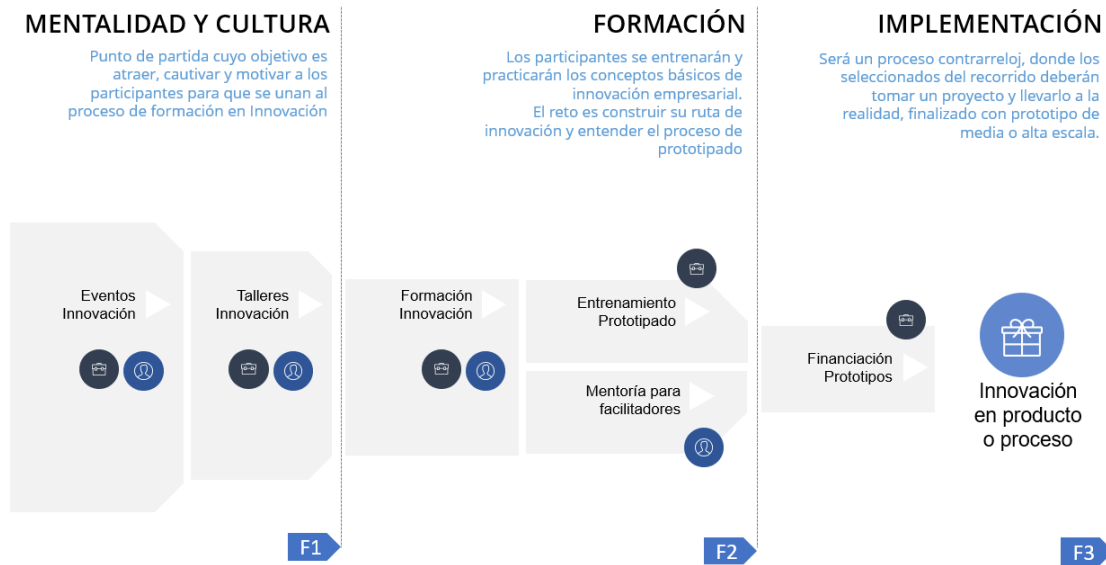 MENTALIDAD Y CULTURA
Punto de partida cuyo objetivo es
atraer, cautivar y motivar a los
participantes para que se unan al
proceso de formación en Innovación
Eventos
Innovación
Talleres
Innovación
F1
FORMACIÓN
Los participantes se entrenarán y
practicarán los conceptos básicos de
innovación empresarial.
El reto es construir su ruta de
innovación y entender el proceso de
prototipado
Formación
Innovación
Entrenamiento
Prototipado
Mentoría para
facilitadores
F2
IMPLEMENTACIÓN
Será un proceso contrarreloj, donde los
seleccionados del recorrido deberán
tomar un proyecto y llevarlo a la
realidad, finalizado con prototipo de
media o alta escala.
Financiación
Prototipos
Innovación
en producto
o proceso
F3